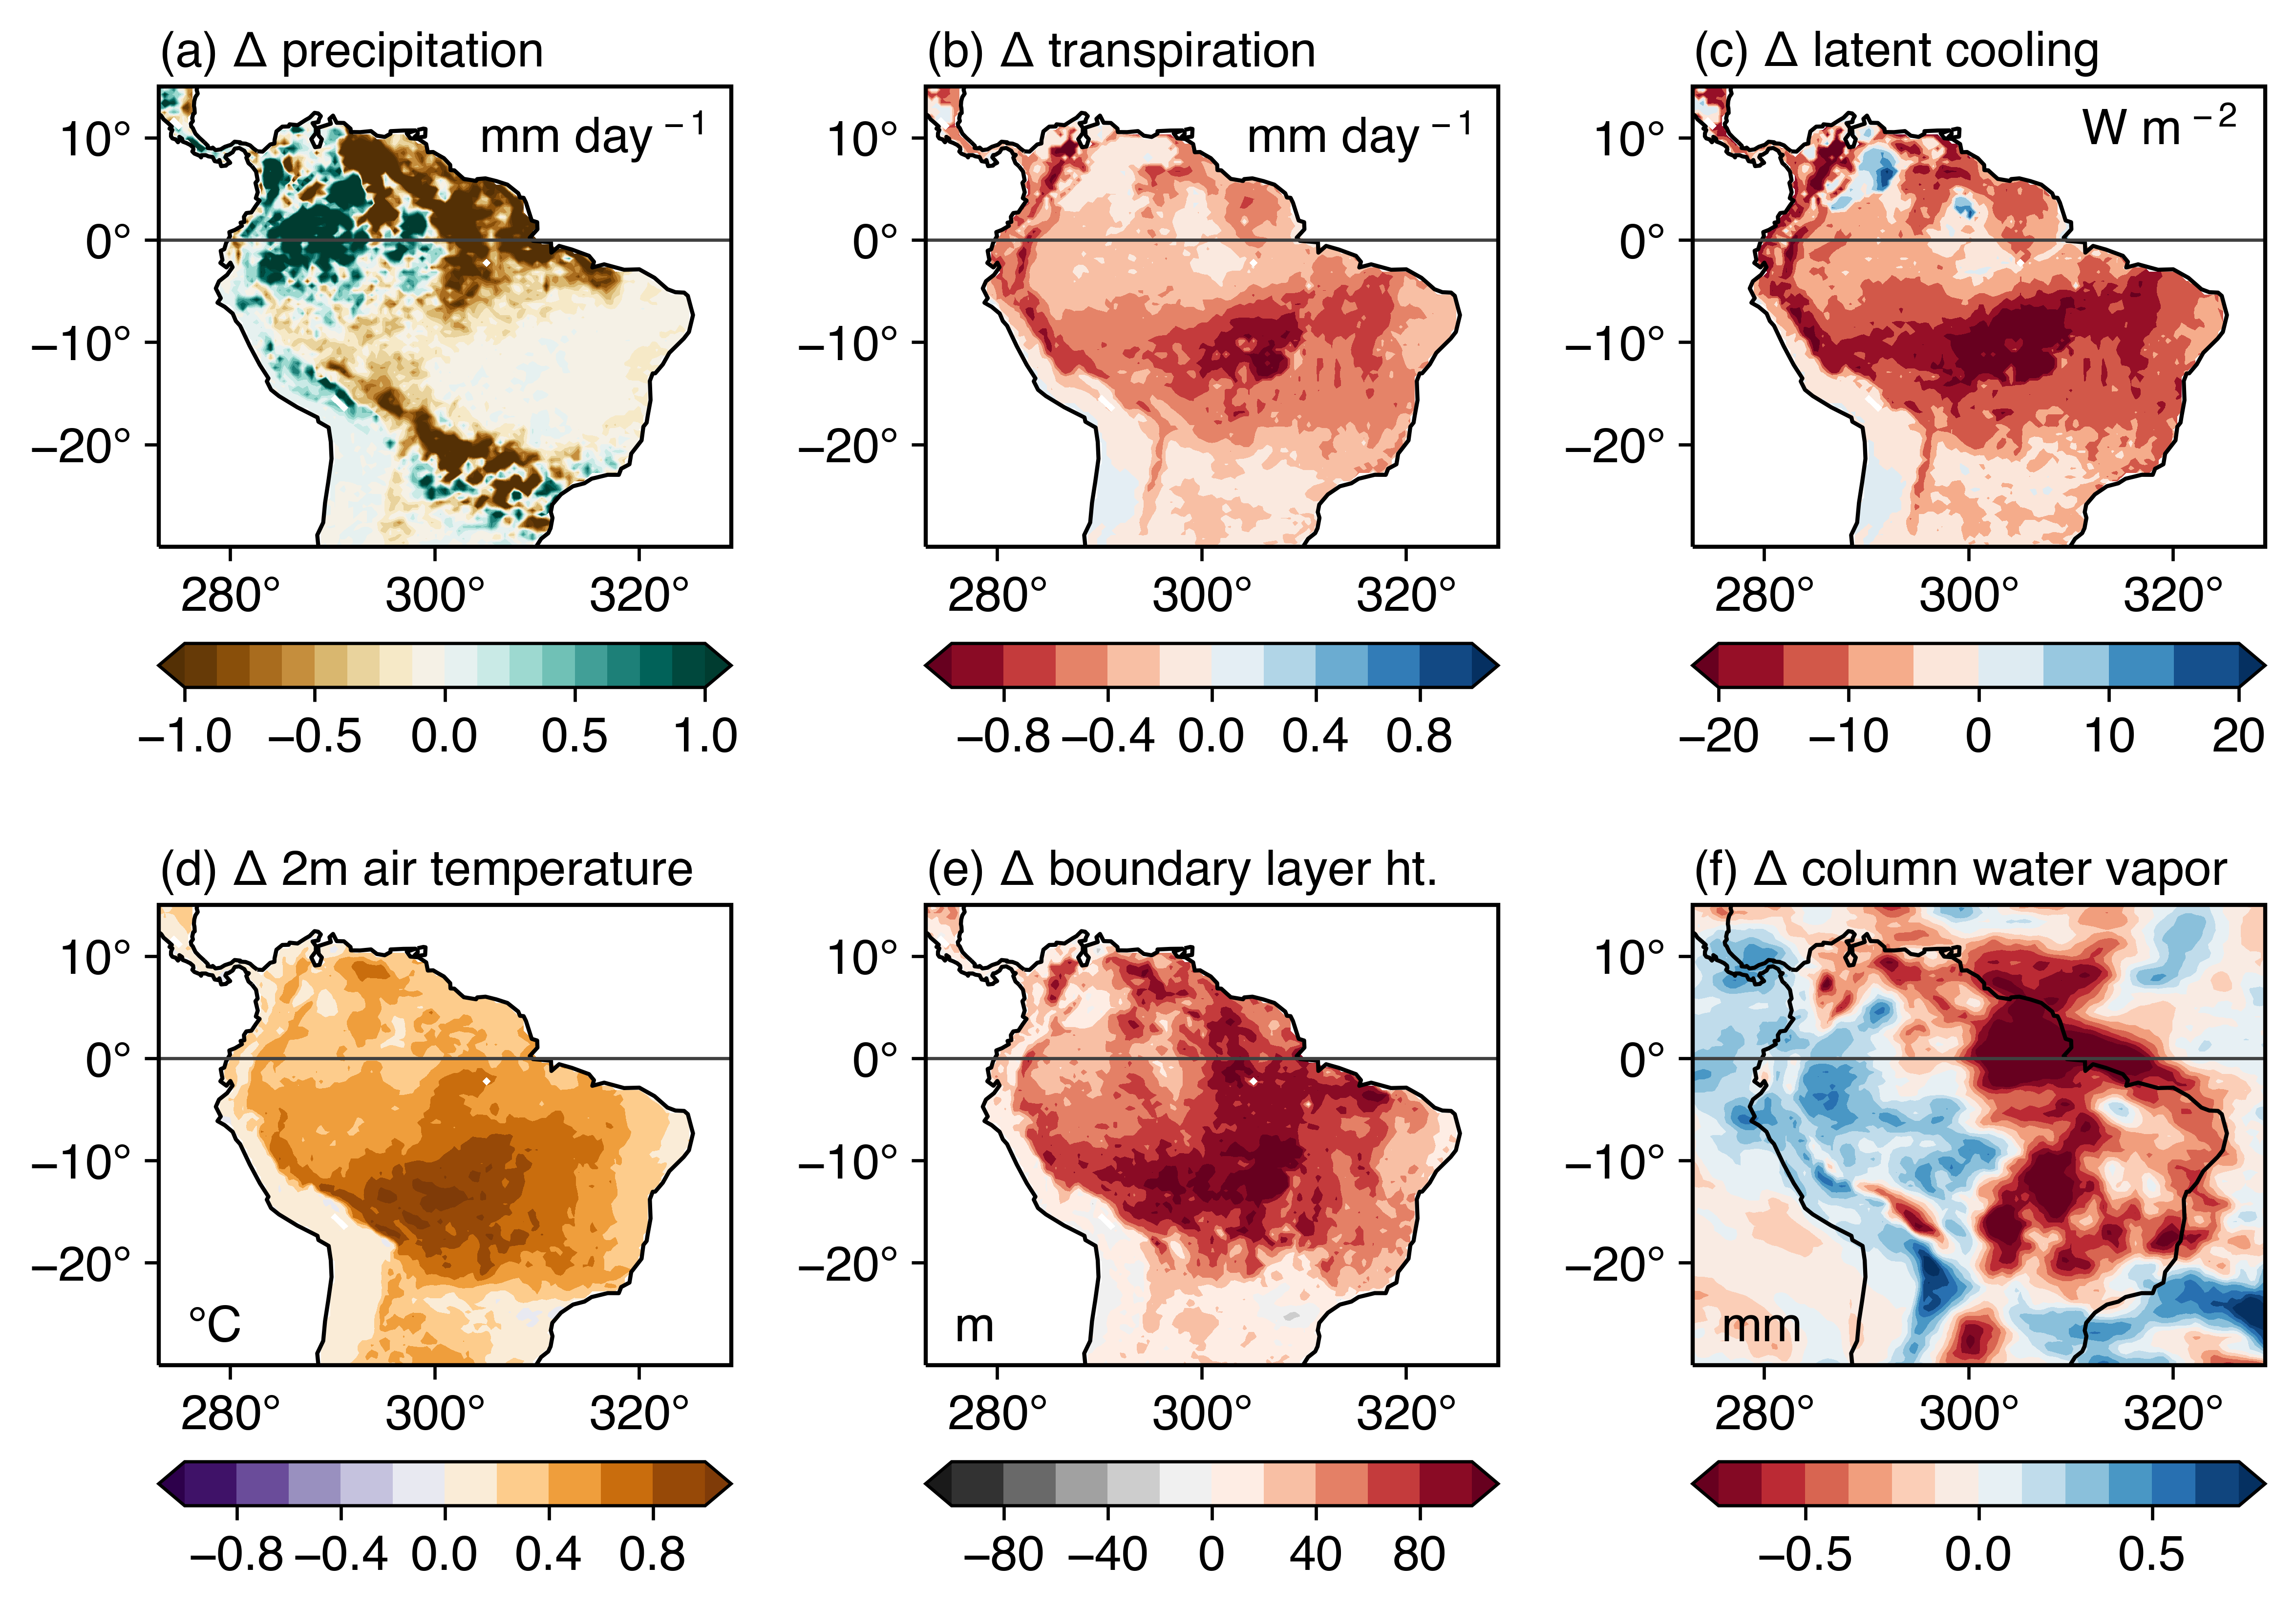 (a) Δ precipitation
(b) Δ transpiration
(c) Δ latent cooling
mm day −1
mm day −1
W m −2
10°
0°
−10°
−20°
10°
0°
−10°
−20°
10°
0°
−10°
−20°
280° 300° 320°
280° 300° 320°
280° 300° 320°
−1.0 −0.5 0.0 0.5 1.0
−0.8 −0.4 0.0 0.4 0.8
−20 −10 0 10 20
(d) Δ 2m air temperature
(e) Δ boundary layer ht.
(f) Δ column water vapor
10°
0°
−10°
−20°
10°
0°
−10°
−20°
10°
0°
−10°
−20°
°C
m
mm
280° 300° 320°
280° 300° 320°
280° 300° 320°
−0.8 −0.4 0.0 0.4 0.8
−80 −40 0 40 80
−0.5 0.0 0.5